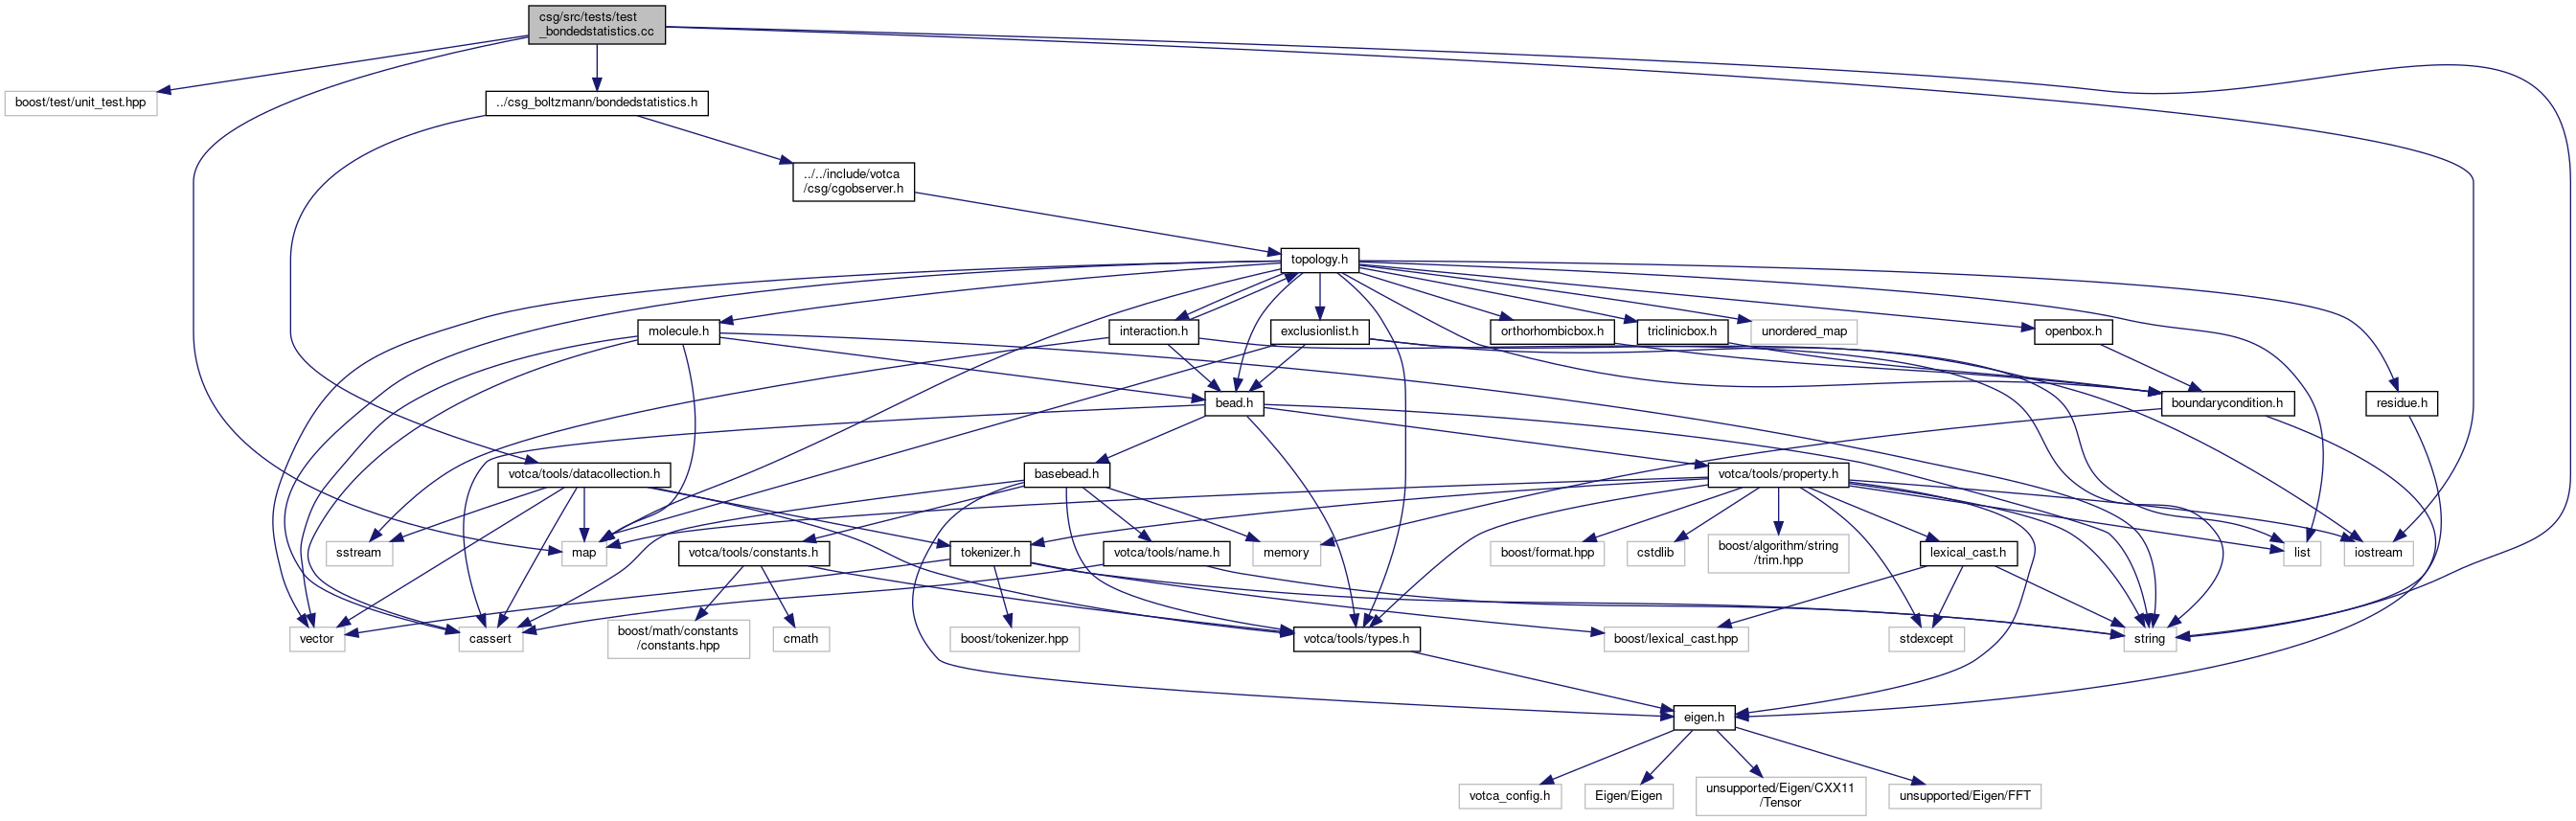 csg/src/tests/test
_bondedstatistics.cc
boost/test/unit_test.hpp
../csg_boltzmann/bondedstatistics.h
../../include/votca
/csg/cgobserver.h
topology.h
molecule.h
interaction.h
exclusionlist.h
orthorhombicbox.h
triclinicbox.h
unordered_map
openbox.h
bead.h
boundarycondition.h
residue.h
votca/tools/datacollection.h
basebead.h
votca/tools/property.h
sstream
map
votca/tools/constants.h
tokenizer.h
votca/tools/name.h
memory
boost/format.hpp
cstdlib
boost/algorithm/string
/trim.hpp
lexical_cast.h
list
iostream
vector
cassert
boost/math/constants
/constants.hpp
cmath
boost/tokenizer.hpp
votca/tools/types.h
boost/lexical_cast.hpp
stdexcept
string
eigen.h
votca_config.h
Eigen/Eigen
unsupported/Eigen/CXX11
/Tensor
unsupported/Eigen/FFT